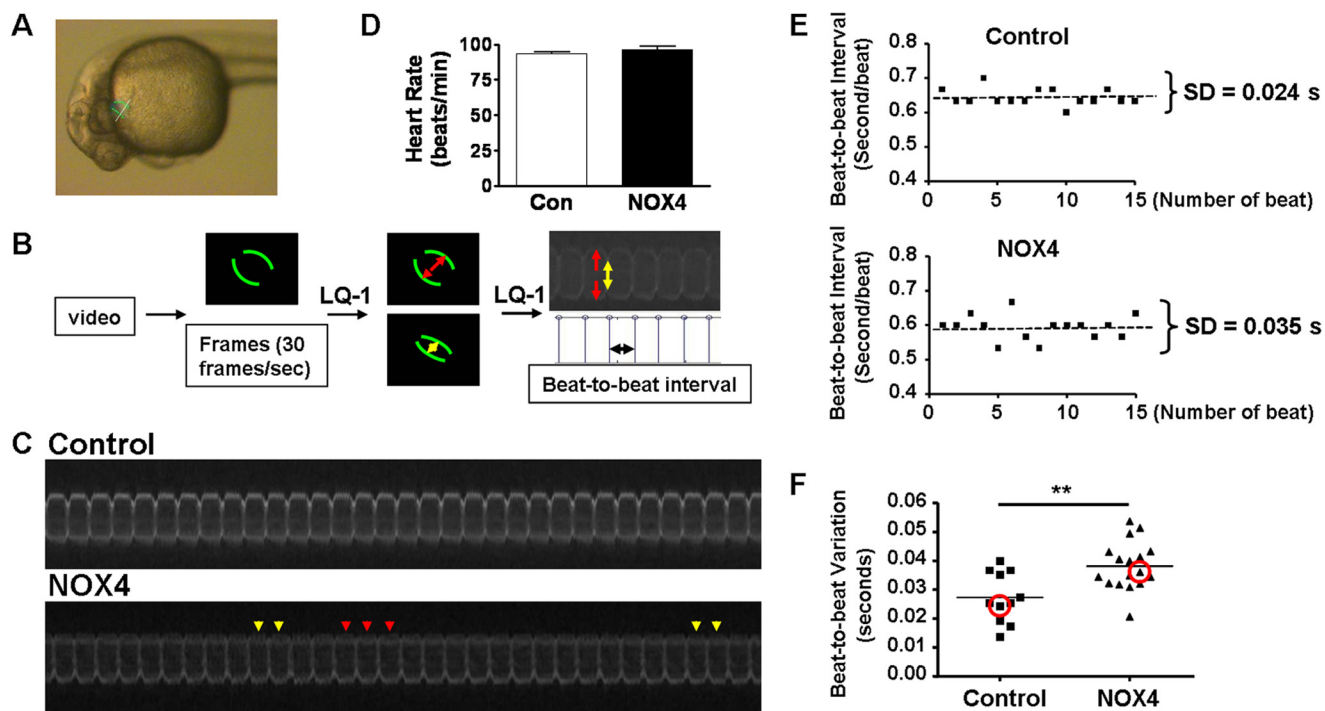 A
D
Heart Rate
(beats/min)
100
75
50
25
0
Con
NOX4
B
video
Frames (30
frames/sec)
LQ-1
LQ-1
Beat-to-beat interval
C
Control
NOX4
E
Control
Beat-to-beat Interval
(Second/beat)
0.8
0.7
0.6
0.5
0.4
SD = 0.024 s
0
5
10
15
(Number of beat)
NOX4
Beat-to-beat Interval
(Second/beat)
0.8
0.7
0.6
0.5
0.4
SD = 0.035 s
0
5
10
15
(Number of beat)
F
Beat-to-beat Variation
(seconds)
0.06
0.05
0.04
0.03
0.02
0.01
0.00
**
Control
NOX4